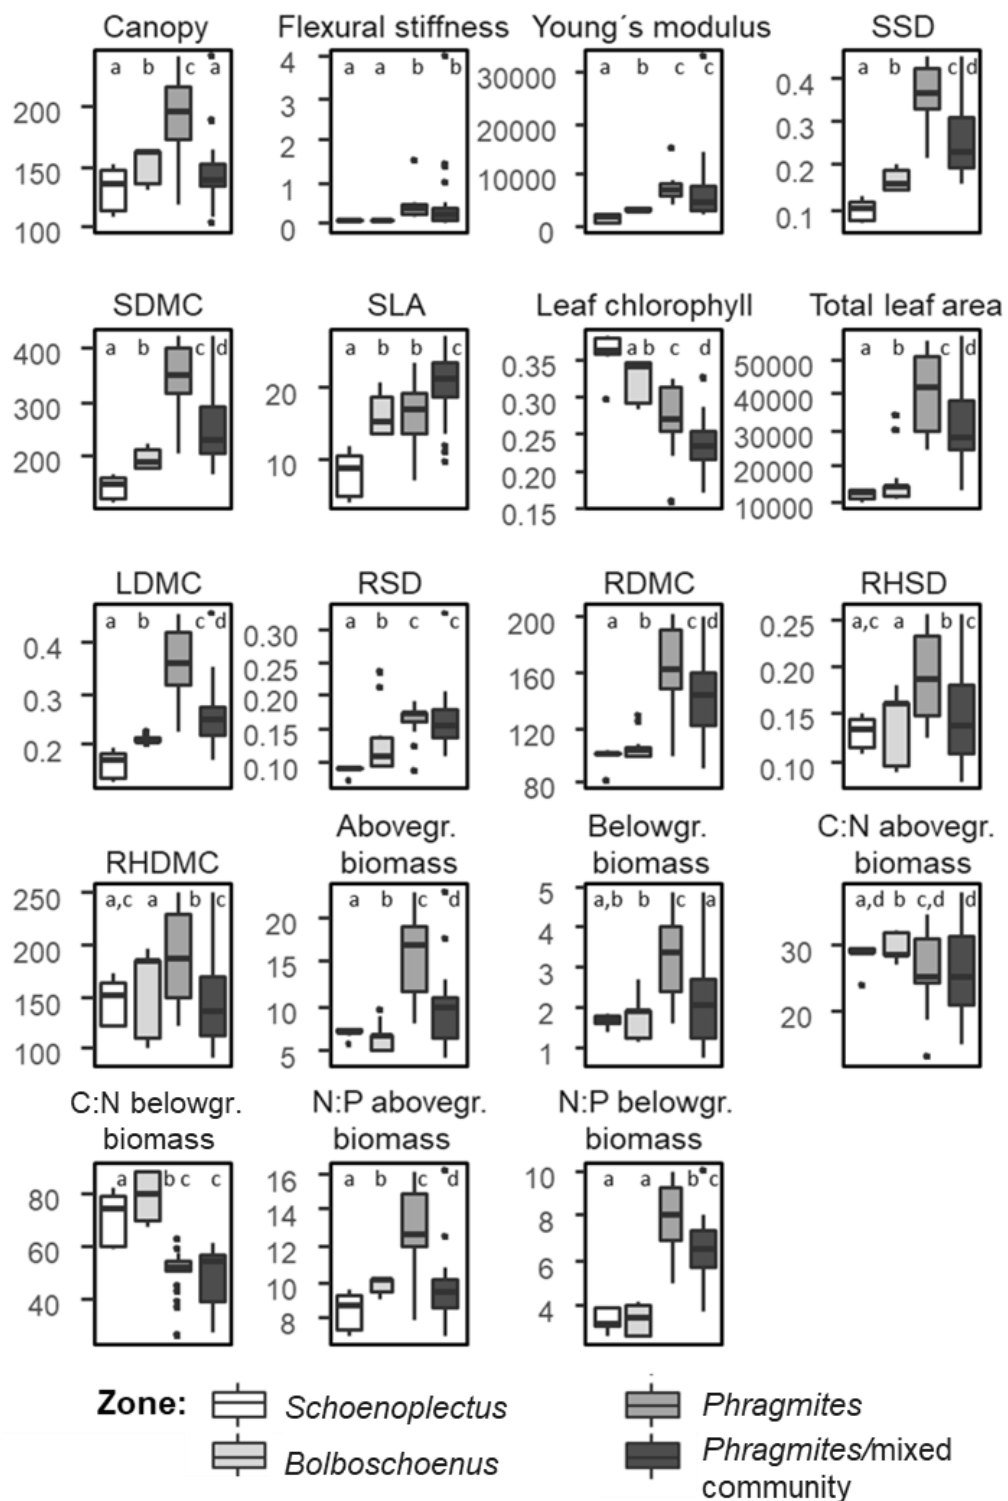 Canopy Flexural stiffness Young´s modulus SSD
200
150
100
a b c a
4
3
2
1
0
a a b b
30000
20000
10000
0
a b c c
0.4
0.3
0.2
0.1
a b c d
SDMC SLA Leaf chlorophyll Total leaf area
400
300
200
a b c d
20
10
a b b c
0.35
0.30
0.25
0.20
0.15
a b c d
50000
40000
30000
20000
10000
a b c d
LDMC RSD RDMC RHSD
0.4
0.3
0.2
a b c d
0.30
0.25
0.20
0.15
0.10
a b c c
200
160
120
80
a b c d
0.25
0.20
0.15
0.10
a,c a b c
RHDMC
Abovegr.
biomass
Belowgr.
biomass
C:N abovegr.
biomass
250
200
150
100
a,c a b c
20
15
10
5
a b c d
5
4
3
2
1
a,b b c a
30
20
a,d b c,d d
C:N belowgr.
biomass
N:P abovegr.
biomass
N:P belowgr.
biomass
80
60
40
a b c c
16
14
12
10
8
a b c d
10
8
6
4
a a b c
Zone:
Schoenoplectus
Bolboschoenus
Phragmites
Phragmites/mixed
community